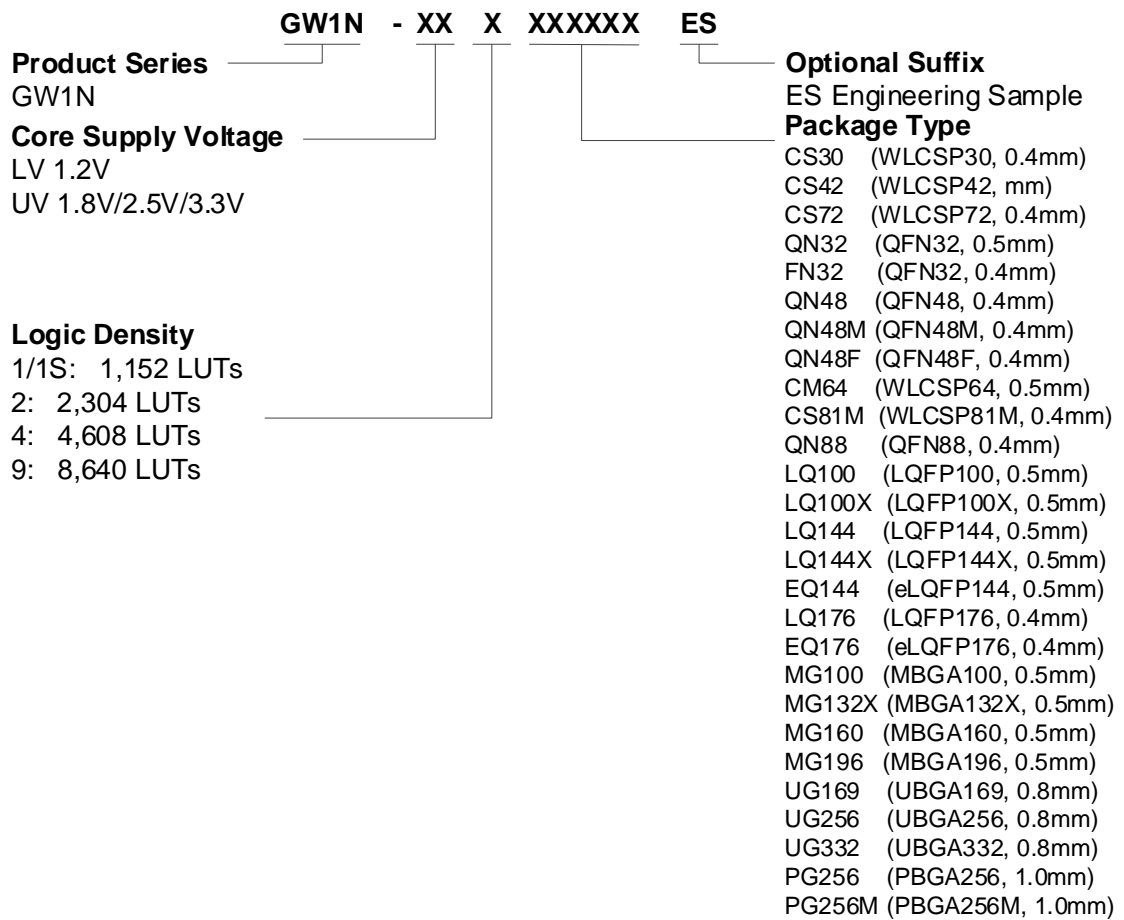 GW1N - XX X XXXXXX ES
Product Series
GW1N
Core Supply Voltage
LV 1.2V
UV 1.8V/2.5V/3.3V
Logic Density
1/1S: 1,152 LUTs
2: 2,304 LUTs
4: 4,608 LUTs
9: 8,640 LUTs
Optional Suffix
ES Engineering Sample
Package Type
CS30 (WLCSP30, 0.4mm)
CS42 (WLCSP42, mm)
CS72 (WLCSP72, 0.4mm)
QN32 (QFN32, 0.5mm)
FN32 (QFN32, 0.4mm)
QN48 (QFN48, 0.4mm)
QN48M (QFN48M, 0.4mm)
QN48F (QFN48F, 0.4mm)
CM64 (WLCSP64, 0.5mm)
CS81M (WLCSP81M, 0.4mm)
QN88 (QFN88, 0.4mm)
LQ100 (LQFP100, 0.5mm)
LQ100X (LQFP100X, 0.5mm)
LQ144 (LQFP144, 0.5mm)
LQ144X (LQFP144X, 0.5mm)
EQ144 (eLQFP144, 0.5mm)
LQ176 (LQFP176, 0.4mm)
EQ176 (eLQFP176, 0.4mm)
MG100 (MBGA100, 0.5mm)
MG132X (MBGA132X, 0.5mm)
MG160 (MBGA160, 0.5mm)
MG196 (MBGA196, 0.5mm)
UG169 (UBGA169, 0.8mm)
UG256 (UBGA256, 0.8mm)
UG332 (UBGA332, 0.8mm)
PG256 (PBGA256, 1.0mm)
PG256M (PBGA256M, 1.0mm)